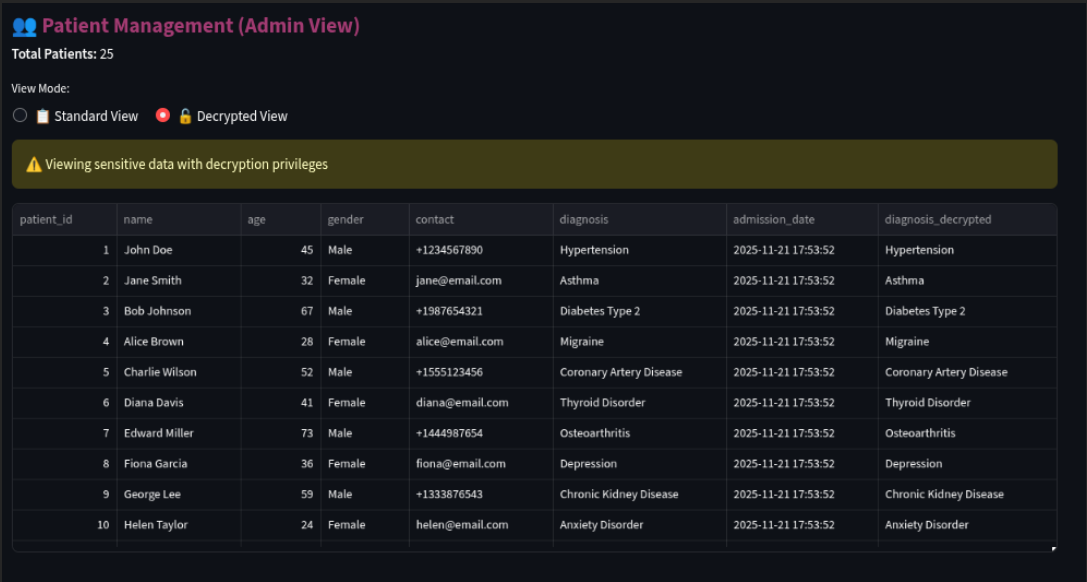 👥 Patient Management (Admin View)
Total Patients: 25
View Mode:
📋 Standard View 🔓 Decrypted View
⚠️ Viewing sensitive data with decryption privileges
patient_id name age gender contact diagnosis admission_date diagnosis_decrypted
1 John Doe 45 Male +1234567890 Hypertension 2025-11-21 17:53:52 Hypertension
2 Jane Smith 32 Female jane@email.com Asthma 2025-11-21 17:53:52 Asthma
3 Bob Johnson 67 Male +1987654321 Diabetes Type 2 2025-11-21 17:53:52 Diabetes Type 2
4 Alice Brown 28 Female alice@email.com Migraine 2025-11-21 17:53:52 Migraine
5 Charlie Wilson 52 Male +1555123456 Coronary Artery Disease 2025-11-21 17:53:52 Coronary Artery Disease
6 Diana Davis 41 Female diana@email.com Thyroid Disorder 2025-11-21 17:53:52 Thyroid Disorder
7 Edward Miller 73 Male +1444987654 Osteoarthritis 2025-11-21 17:53:52 Osteoarthritis
8 Fiona Garcia 36 Female fiona@email.com Depression 2025-11-21 17:53:52 Depression
9 George Lee 59 Male +1333876543 Chronic Kidney Disease 2025-11-21 17:53:52 Chronic Kidney Disease
10 Helen Taylor 24 Female helen@email.com Anxiety Disorder 2025-11-21 17:53:52 Anxiety Disorder